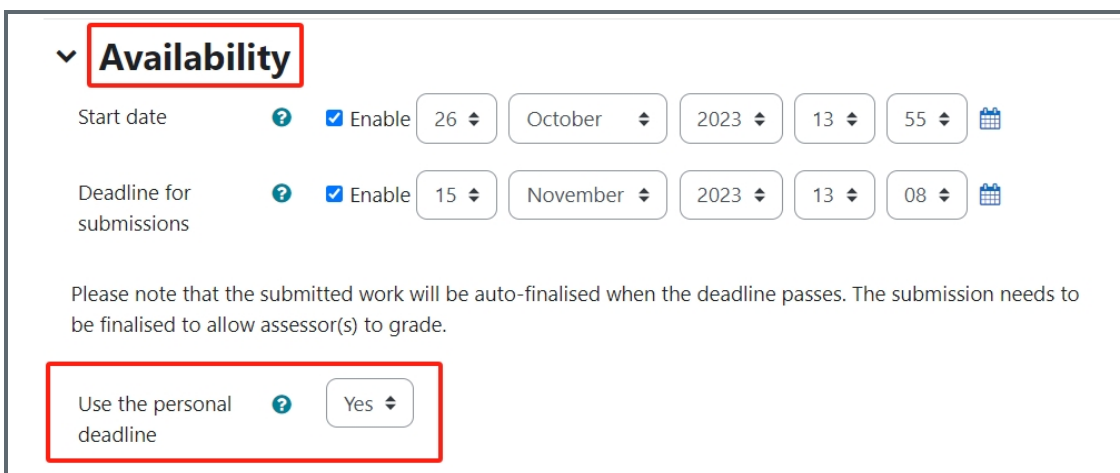 Availability
Start date ? Enable 26 October 2023 13 55
Deadline for ? Enable 15 November 2023 13 08
submissions
Please note that the submitted work will be auto-finalised when the deadline passes. The submission needs to
be finalised to allow assessor(s) to grade.
Use the personal ? Yes
deadline